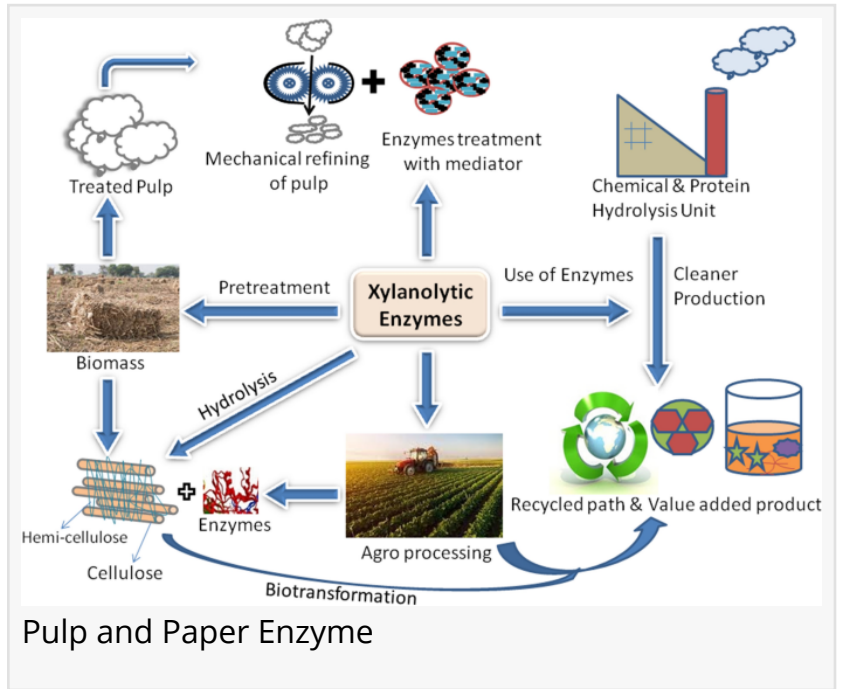 Mechanical refining
of pulp
Enzymes treatment
with mediator
Treated Pulp
Chemical & Protein
Hydrolysis Unit
Pretreatment
Xylanolytic
Enzymes
Use of Enzymes
Cleaner
Production
Biomass
Hydrolysis
Enzymes
Hemi-cellulose
Cellulose
Agro processing
Recycled path & Value added product
Biotransformation
Pulp and Paper Enzyme